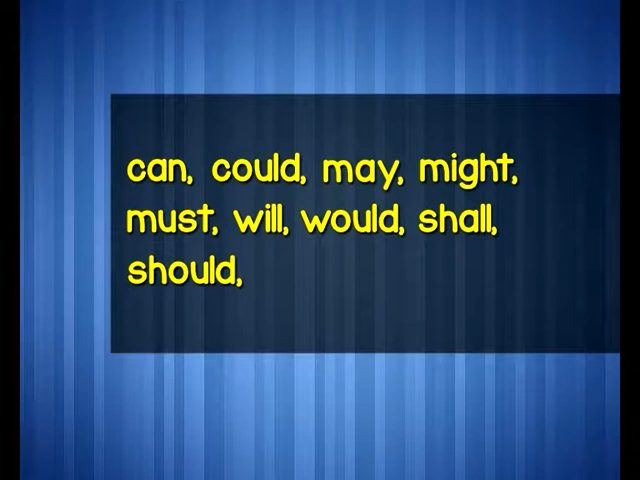 can, could, may, might,
must, will, would, shall,
should,